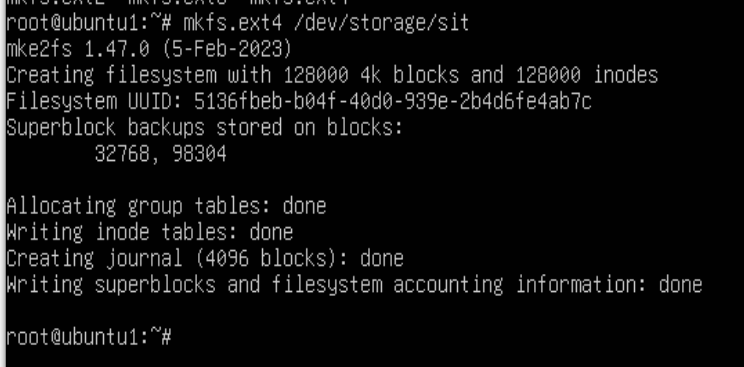 root@ubuntu1:~# mkfs.ext4 /dev/storage/sit
mke2fs 1.47.0 (5-Feb-2023)
Creating filesystem with 128000 4k blocks and 128000 inodes
Filesystem UUID: 5136fbeb-b04f-40d0-939e-2b4d6fe4ab7c
Superblock backups stored on blocks:
        32768, 98304

Allocating group tables: done
Writing inode tables: done
Creating journal (4096 blocks): done
Writing superblocks and filesystem accounting information: done

root@ubuntu1:~#